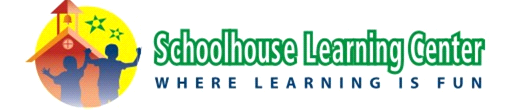 Schoolhouse Learning Center
WHERE LEARNING IS FUN